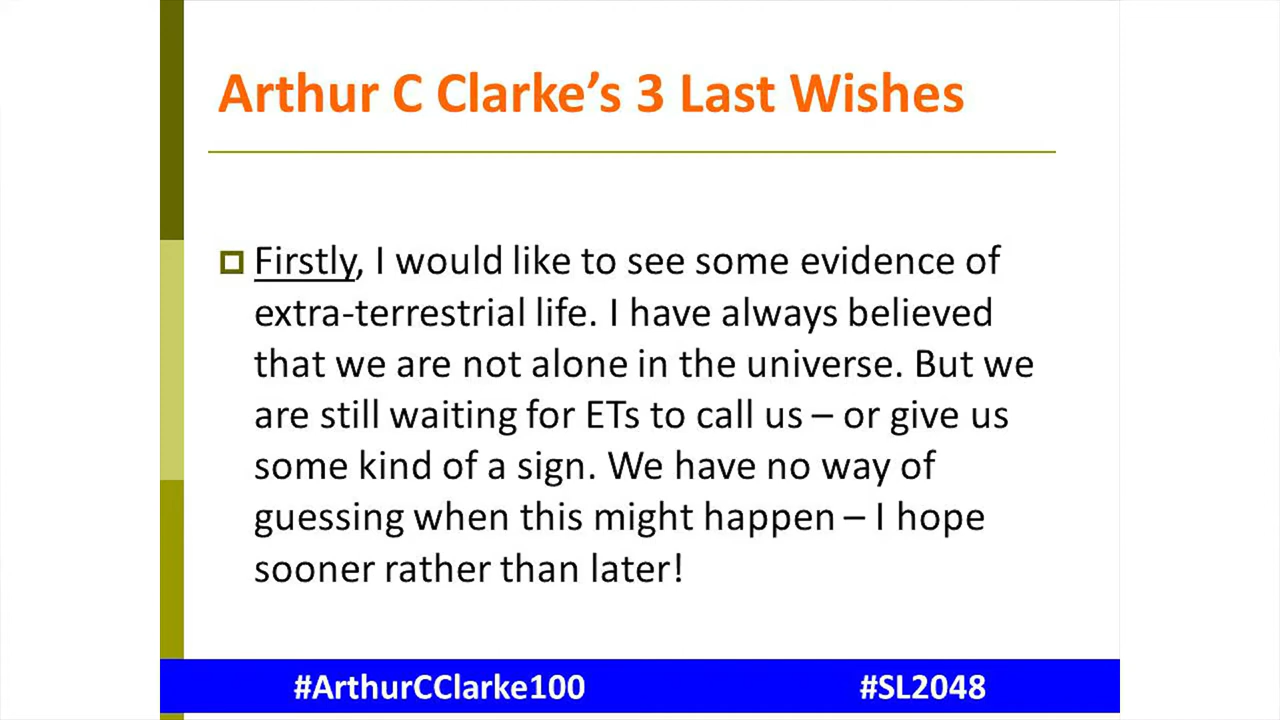 Arthur C Clarke’s 3 Last Wishes
Firstly, I would like to see some evidence of
extra-terrestrial life. I have always believed
that we are not alone in the universe. But we
are still waiting for ETs to call us – or give us
some kind of a sign. We have no way of
guessing when this might happen – I hope
sooner rather than later!
#ArthurCClarke100 #SL2048